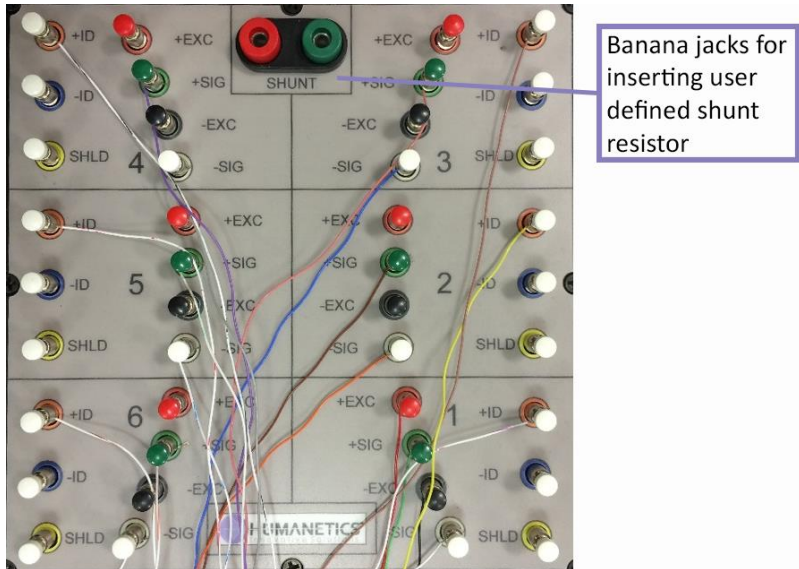 +ID
+EXC
+SIG
-ID
-EXC
SHLD
4
-SIG
SHUNT
+EXC
+ID
+SIG
-ID
-EXC
SHLD
3
-SIG
+ID
+EXC
+SIG
-ID
5
-EXC
SHLD
-SIG
+EXC
+ID
+SIG
-ID
2
-EXC
SHLD
-SIG
+ID
6
+EXC
+SIG
-ID
-EXC
SHLD
-SIG
+EXC
1
+ID
+SIG
-ID
-EXC
SIG
SHLD
HUMANETICS
Banana jacks for
inserting user
defined shunt
resistor